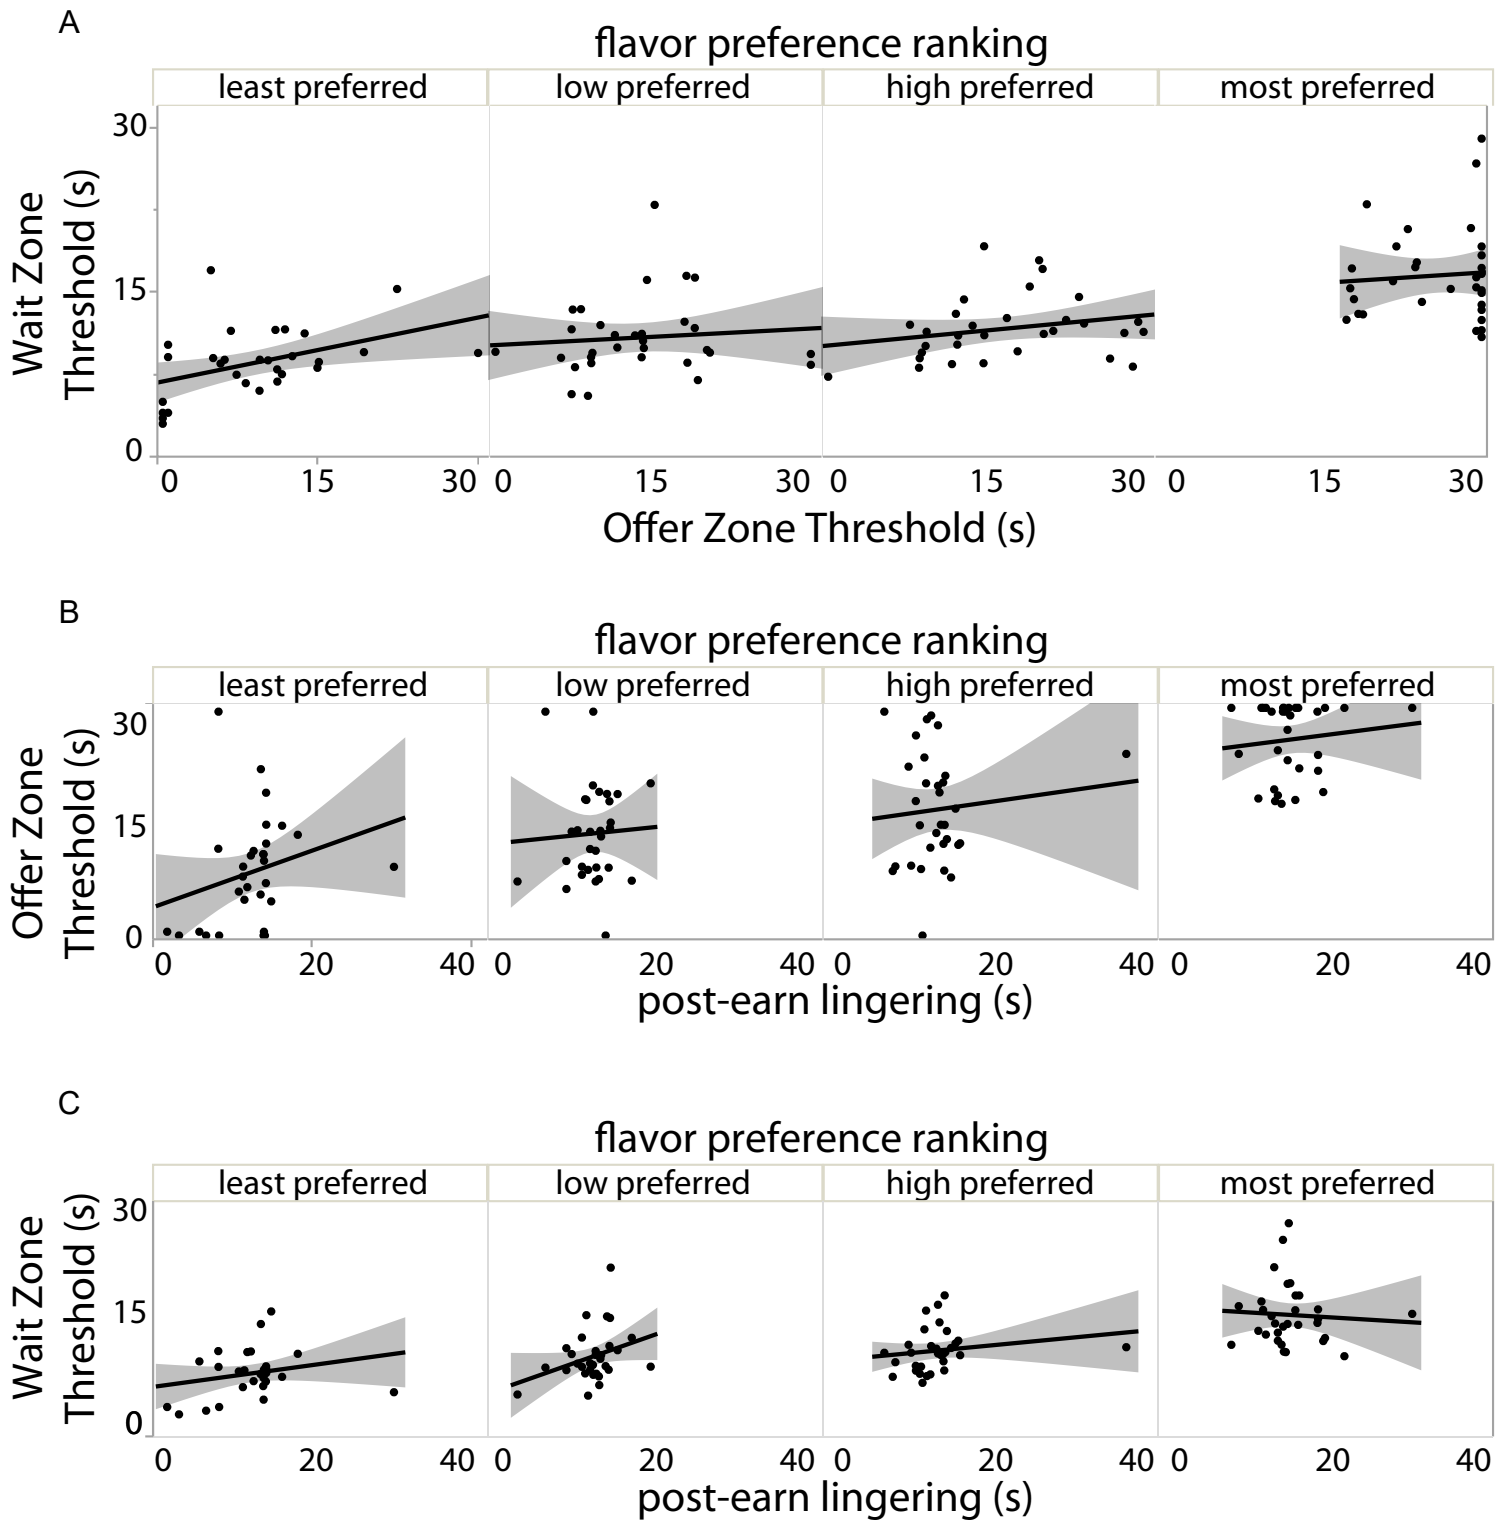 A
flavor preference ranking
least preferred low preferred high preferred most preferred
Wait Zone
Threshold (s)
30
15
0
0 15 30 0 15 30 0 15 30 0 15 30
Offer Zone Threshold (s)
B
flavor preference ranking
least preferred low preferred high preferred most preferred
Offer Zone
Threshold (s)
30
15
0
0 20 40 0 20 40 0 20 40 0 20 40
post-earn lingering (s)
C
flavor preference ranking
least preferred low preferred high preferred most preferred
Wait Zone
Threshold (s)
30
15
0
0 20 40 0 20 40 0 20 40 0 20 40
post-earn lingering (s)